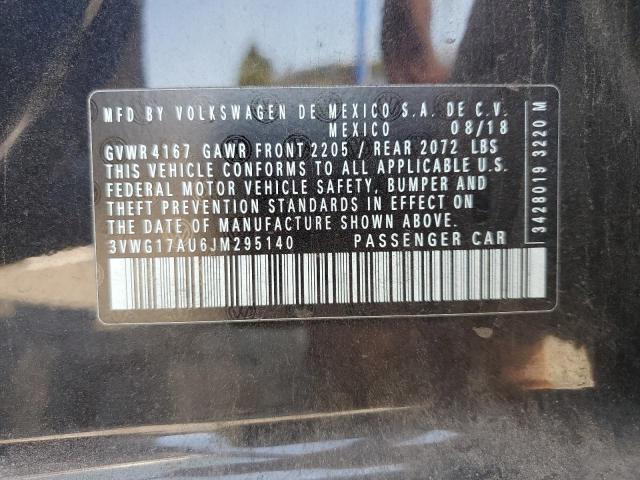 MFD BY VOLKSWAGEN DE MEXICO S.A. DE C.V.
MEXICO 08/18
GVWR 4167 GAWR FRONT 2205 / REAR 2072 LBS
THIS VEHICLE CONFORMS TO ALL APPLICABLE U.S.
FEDERAL MOTOR VEHICLE SAFETY, BUMPER AND
THEFT PREVENTION STANDARDS IN EFFECT ON
THE DATE OF MANUFACTURE SHOWN ABOVE.
3VWG17AU6JM295140 PASSENGER CAR
3428019 3220 M